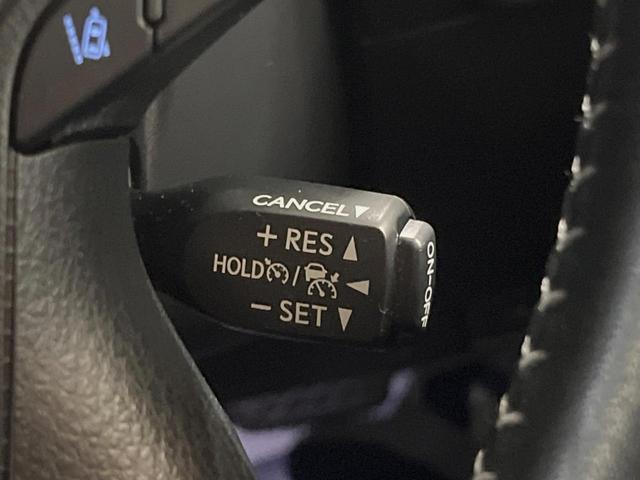 CANCEL▼
+ RES ▲
HOLD / ◀
− SET ▼
ON-OFF